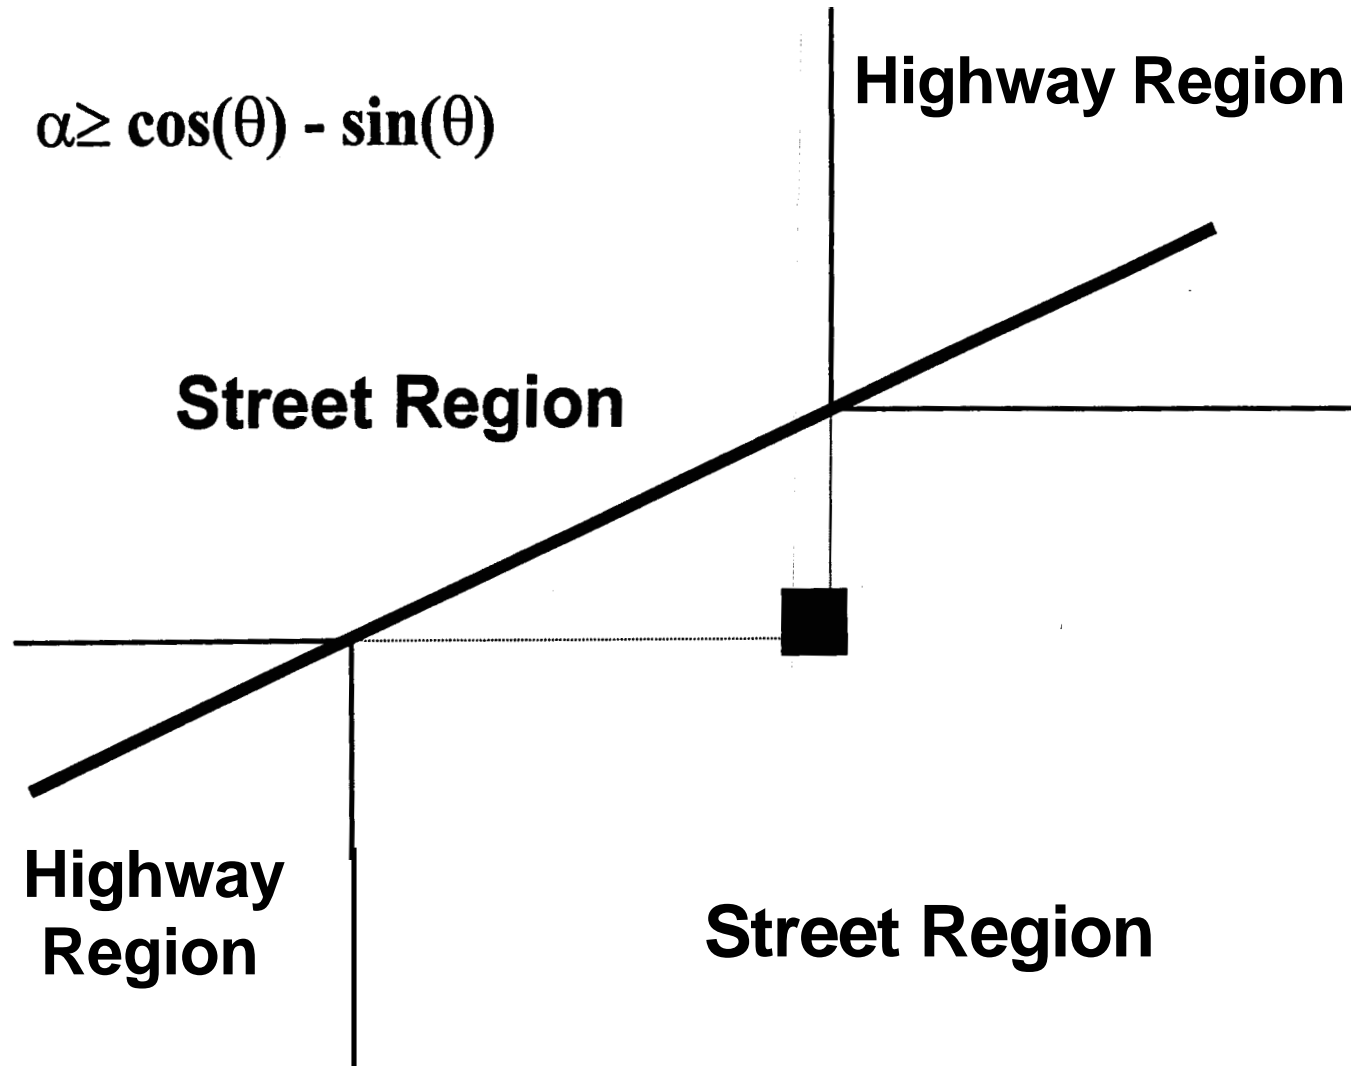 Highway Region
α≥ cos(θ) - sin(θ)
Street Region
Highway
Region
Street Region